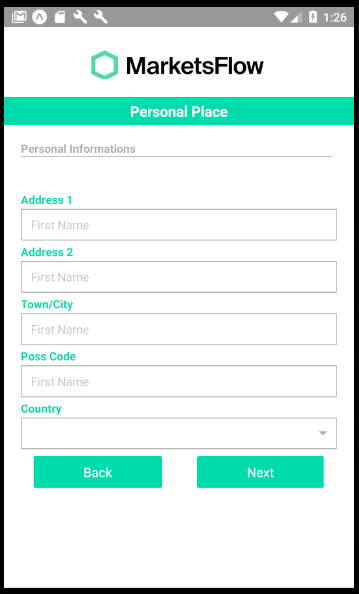 1:26
MarketsFlow
Personal Place
Personal Informations
Address 1
First Name
Address 2
First Name
Town/City
First Name
Poss Code
First Name
Country
Back Next